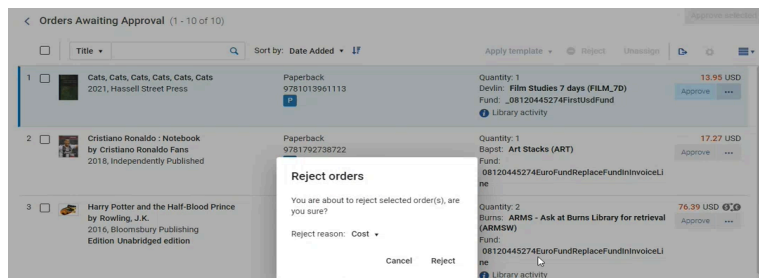 Orders Awaiting Approval (1 - 10 of 10)
Approve selected
Title
Sort by: Date Added
Apply template
Reject
Unassign
1
Cats, Cats, Cats, Cats, Cats, Cats
2021, Hassell Street Press
Paperback
9781013961113
P
Quantity: 1
Devlin: Film Studies 7 days (FILM_7D)
Fund: _08120445274FirstUsdFund
Library activity
13.95 USD
Approve
2
Cristiano Ronaldo : Notebook
by Cristiano Ronaldo Fans
2018, Independently Published
Paperback
9781792738722
Quantity: 1
Bapst: Art Stacks (ART)
Fund:
08120445274EuroFundReplaceFundInInvoiceLi
ne
17.27 USD
Approve
3
Harry Potter and the Half-Blood Prince
by Rowling, J.K.
2016, Bloomsbury Publishing
Edition Unabridged edition
Quantity: 2
Burns: ARMS - Ask at Burns Library for retrieval
(ARMSW)
Fund:
08120445274EuroFundReplaceFundInInvoiceLi
ne
Library activity
76.39 USD
Approve
Reject orders
You are about to reject selected order(s), are
you sure?
Reject reason: Cost
Cancel
Reject